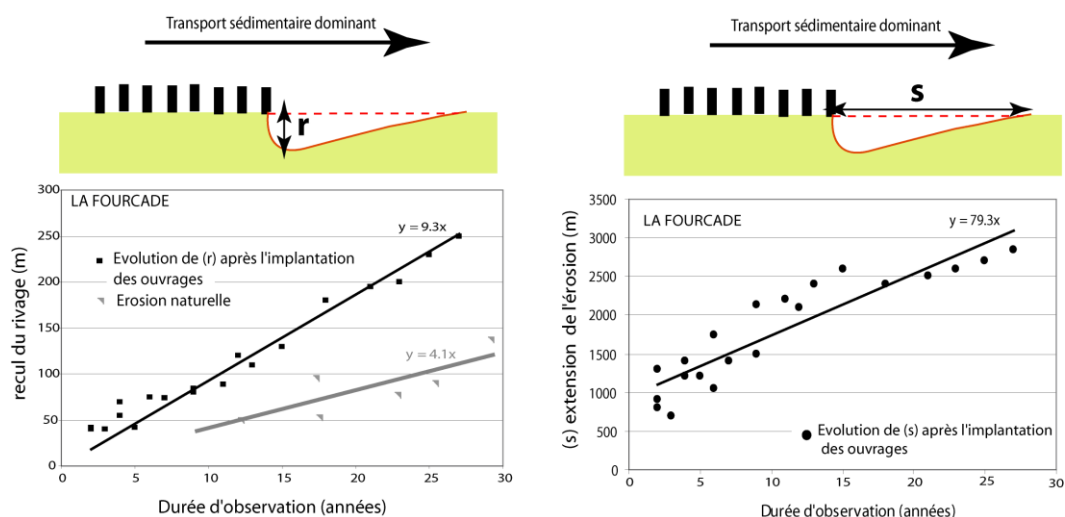 Transport sédimentaire dominant
r
300
LA FOURCADE
y = 9.3x
250
Evolution de (r) après l'implantation
des ouvrages
200
Erosion naturelle
150
y = 4.1x
100
50
0
0 5 10 15 20 25 30
recul du rivage (m)
Durée d'observation (années)
Transport sédimentaire dominant
s
3500
LA FOURCADE
y = 79.3x
3000
2500
2000
1500
1000
Evolution de (s) après l'implantation
des ouvrages
500
0
0 5 10 15 20 25 30
(s) extension de l'érosion (m)
Durée d'observation (années)